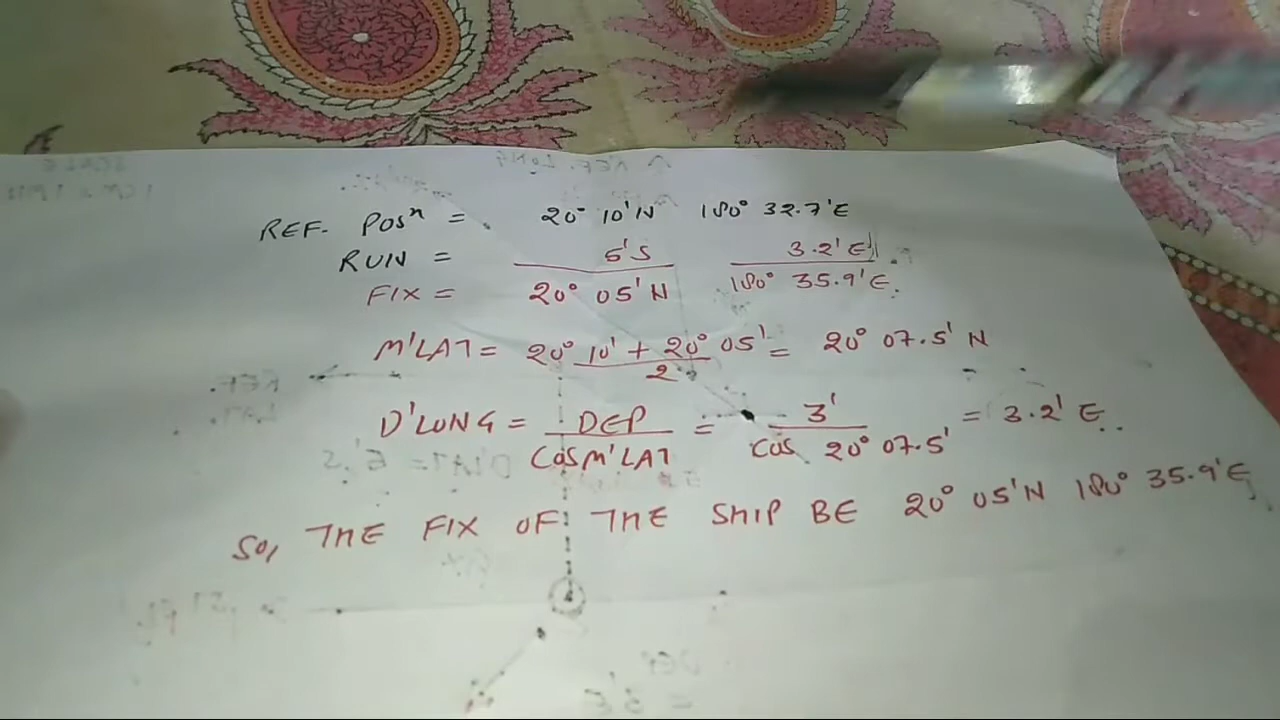 REF. POSⁿ = 20° 10'N 180° 32.7'E
RUN = 5'S 3.2'E
FIX = 20° 05'N 180° 35.9'E.
M'LAT = 20° 10' + 20° 05' / 2 = 20° 07.5' N
D'LONG = DEP / COS M'LAT = 3' / COS 20° 07.5' = 3.2' E.
SO, THE FIX OF THE SHIP BE 20° 05'N 180° 35.9'E